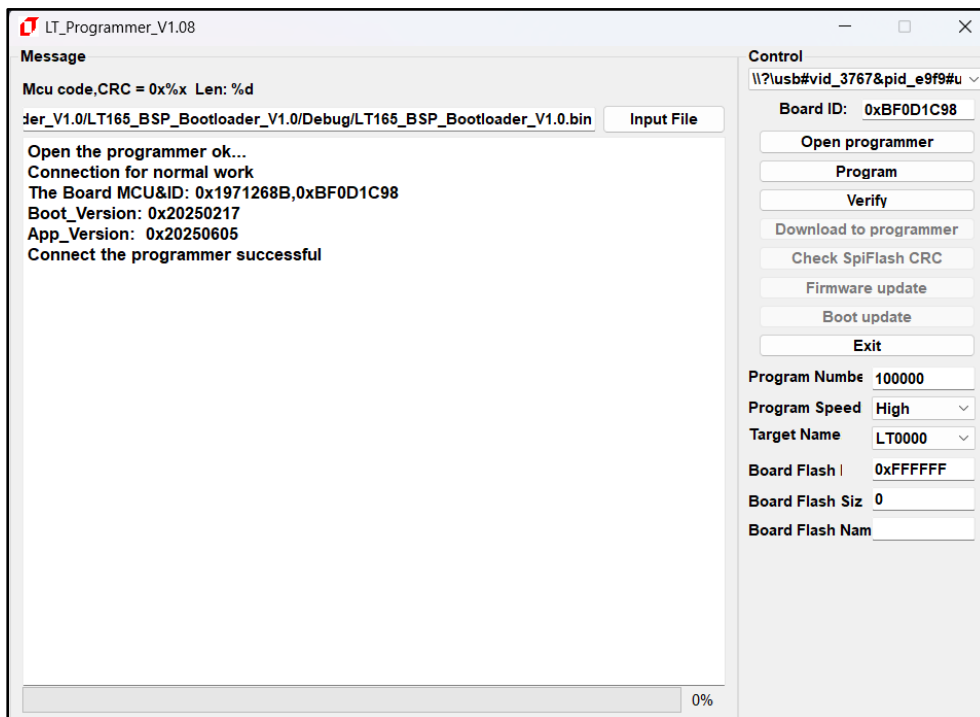 LT_Programmer_V1.08
Message
Mcu code,CRC = 0x%x Len: %d
der_V1.0/LT165_BSP_Bootloader_V1.0/Debug/LT165_BSP_Bootloader_V1.0.bin
Input File
Open the programmer ok...
Connection for normal work
The Board MCU&ID: 0x1971268B,0xBF0D1C98
Boot_Version: 0x20250217
App_Version: 0x20250605
Connect the programmer successful
0%
Control
\\?\usb#vid_3767&pid_e9f9#u
Board ID: 0xBF0D1C98
Open programmer
Program
Verify
Download to programmer
Check SpiFlash CRC
Firmware update
Boot update
Exit
Program Numbe 100000
Program Speed High
Target Name LT0000
Board Flash I 0xFFFFFF
Board Flash Siz 0
Board Flash Nam